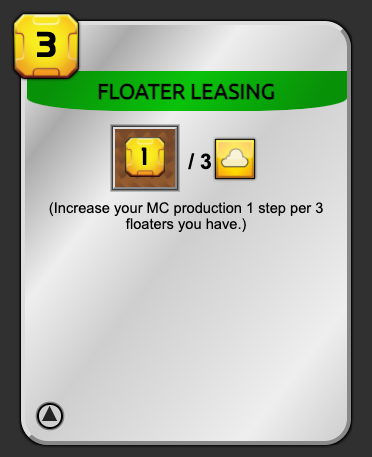 3
FLOATER LEASING
1 / 3
(Increase your MC production 1 step per 3
floaters you have.)